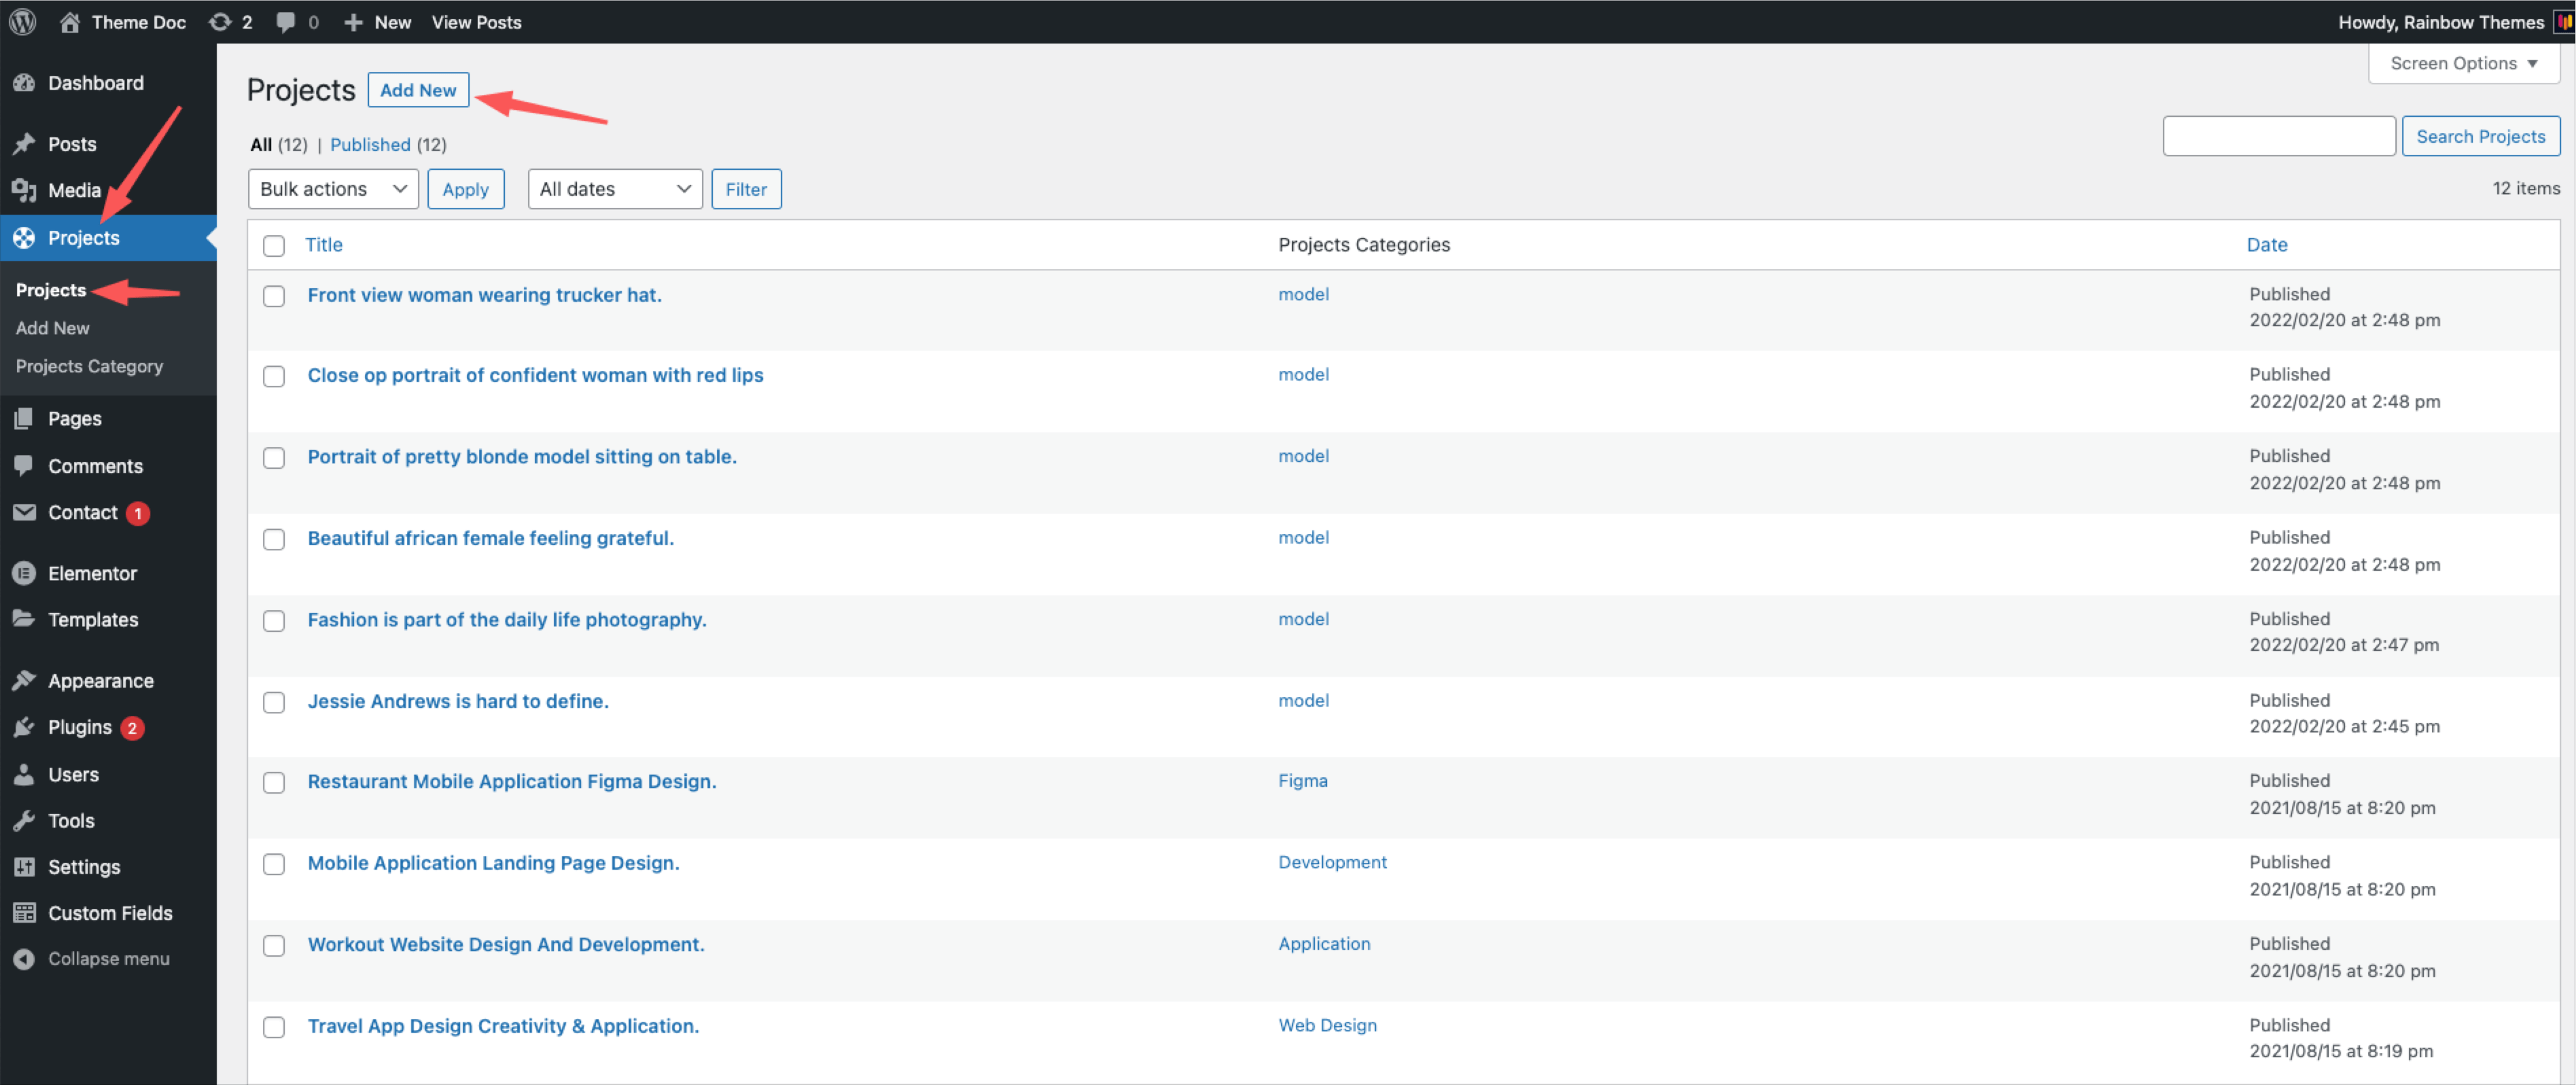 Theme Doc 2 0 New View Posts Howdy, Rainbow Themes
Dashboard
Posts
Media
Projects
Projects
Add New
Projects Category
Pages
Comments
Contact 1
Elementor
Templates
Appearance
Plugins 2
Users
Tools
Settings
Custom Fields
Collapse menu
Screen Options
Projects Add New
All (12) | Published (12)
Search Projects
Bulk actions Apply All dates Filter
12 items
Title Projects Categories Date
Front view woman wearing trucker hat. model Published
2022/02/20 at 2:48 pm
Close op portrait of confident woman with red lips model Published
2022/02/20 at 2:48 pm
Portrait of pretty blonde model sitting on table. model Published
2022/02/20 at 2:48 pm
Beautiful african female feeling grateful. model Published
2022/02/20 at 2:48 pm
Fashion is part of the daily life photography. model Published
2022/02/20 at 2:47 pm
Jessie Andrews is hard to define. model Published
2022/02/20 at 2:45 pm
Restaurant Mobile Application Figma Design. Figma Published
2021/08/15 at 8:20 pm
Mobile Application Landing Page Design. Development Published
2021/08/15 at 8:20 pm
Workout Website Design And Development. Application Published
2021/08/15 at 8:20 pm
Travel App Design Creativity & Application. Web Design Published
2021/08/15 at 8:19 pm